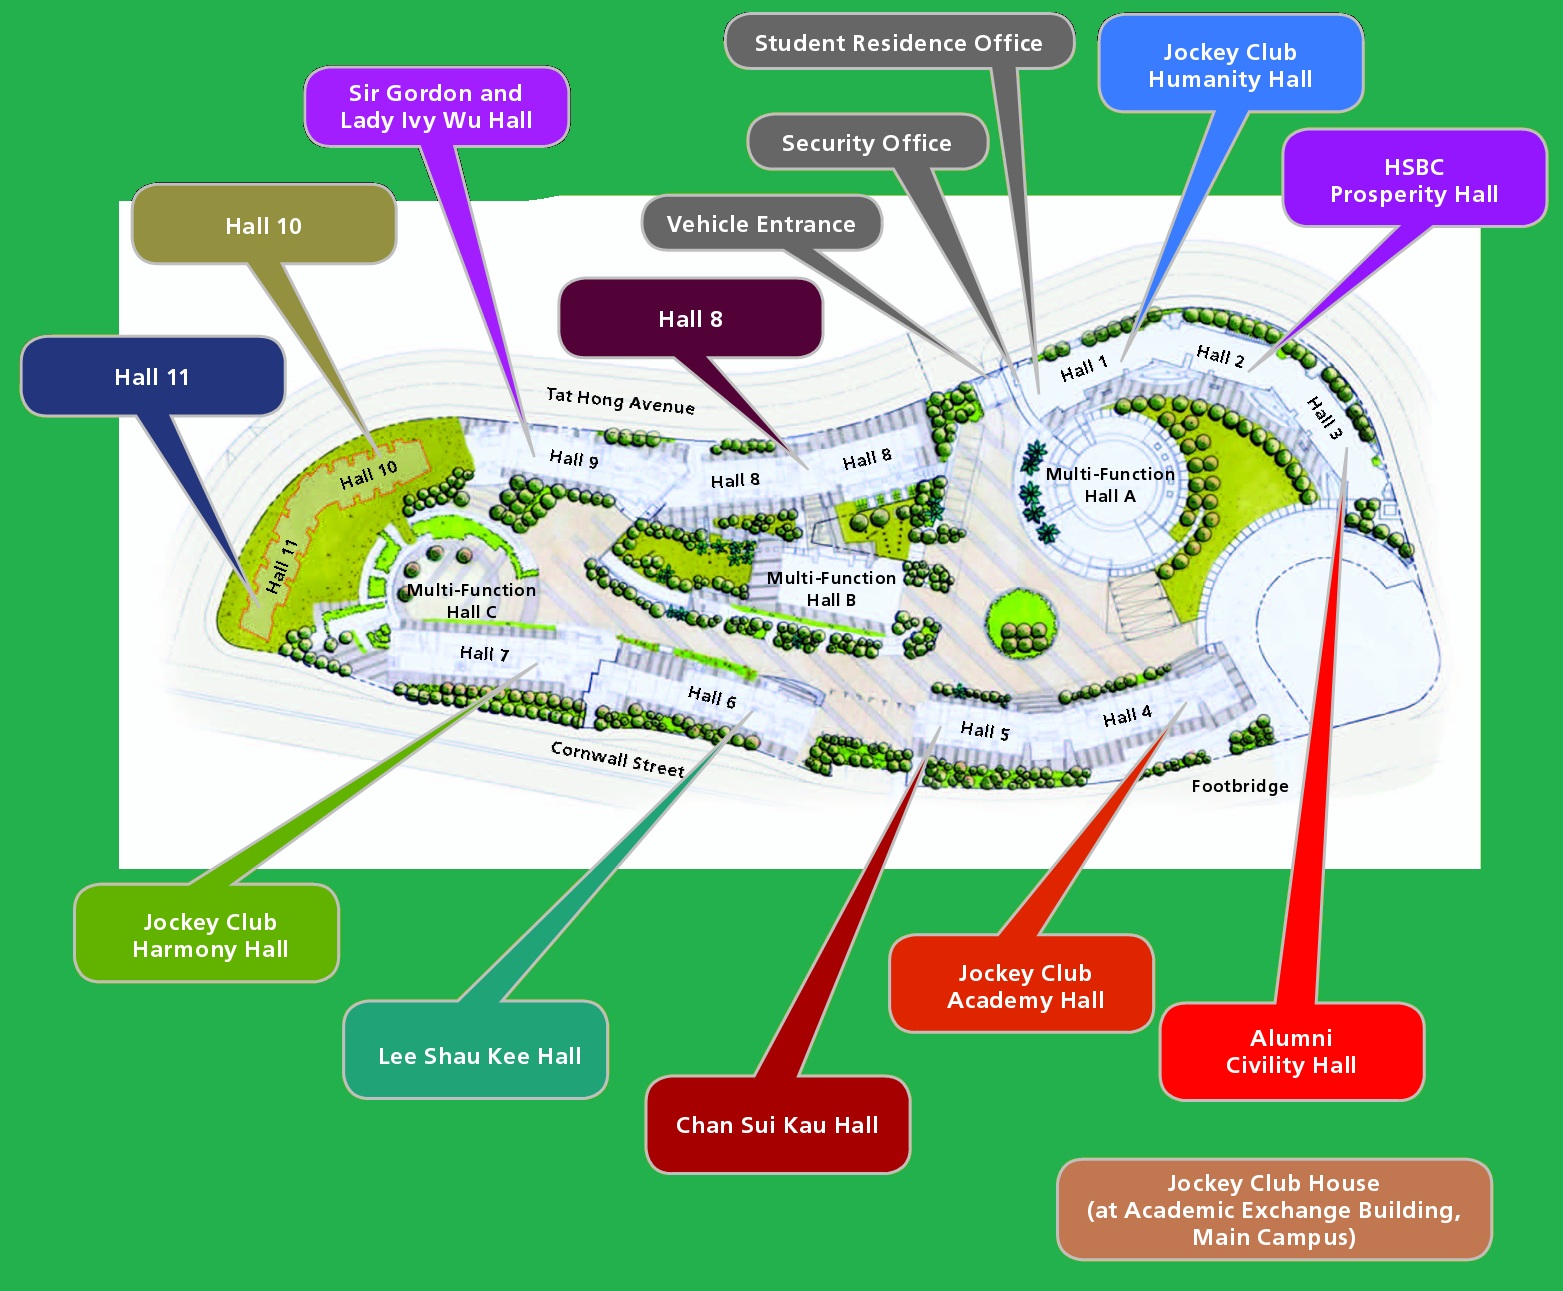 Student Residence Office
Jockey Club
Humanity Hall
Sir Gordon and
Lady Ivy Wu Hall
Security Office
HSBC
Prosperity Hall
Hall 10
Vehicle Entrance
Hall 8
Hall 11
Tat Hong Avenue
Hall 1
Hall 2
Hall 3
Hall 9
Hall 8
Hall 8
Hall 10
Hall 11
Multi-Function
Hall A
Multi-Function
Hall B
Multi-Function
Hall C
Hall 7
Hall 6
Hall 5
Hall 4
Cornwall Street
Footbridge
Jockey Club
Harmony Hall
Jockey Club
Academy Hall
Lee Shau Kee Hall
Alumni
Civility Hall
Chan Sui Kau Hall
Jockey Club House
(at Academic Exchange Building,
Main Campus)